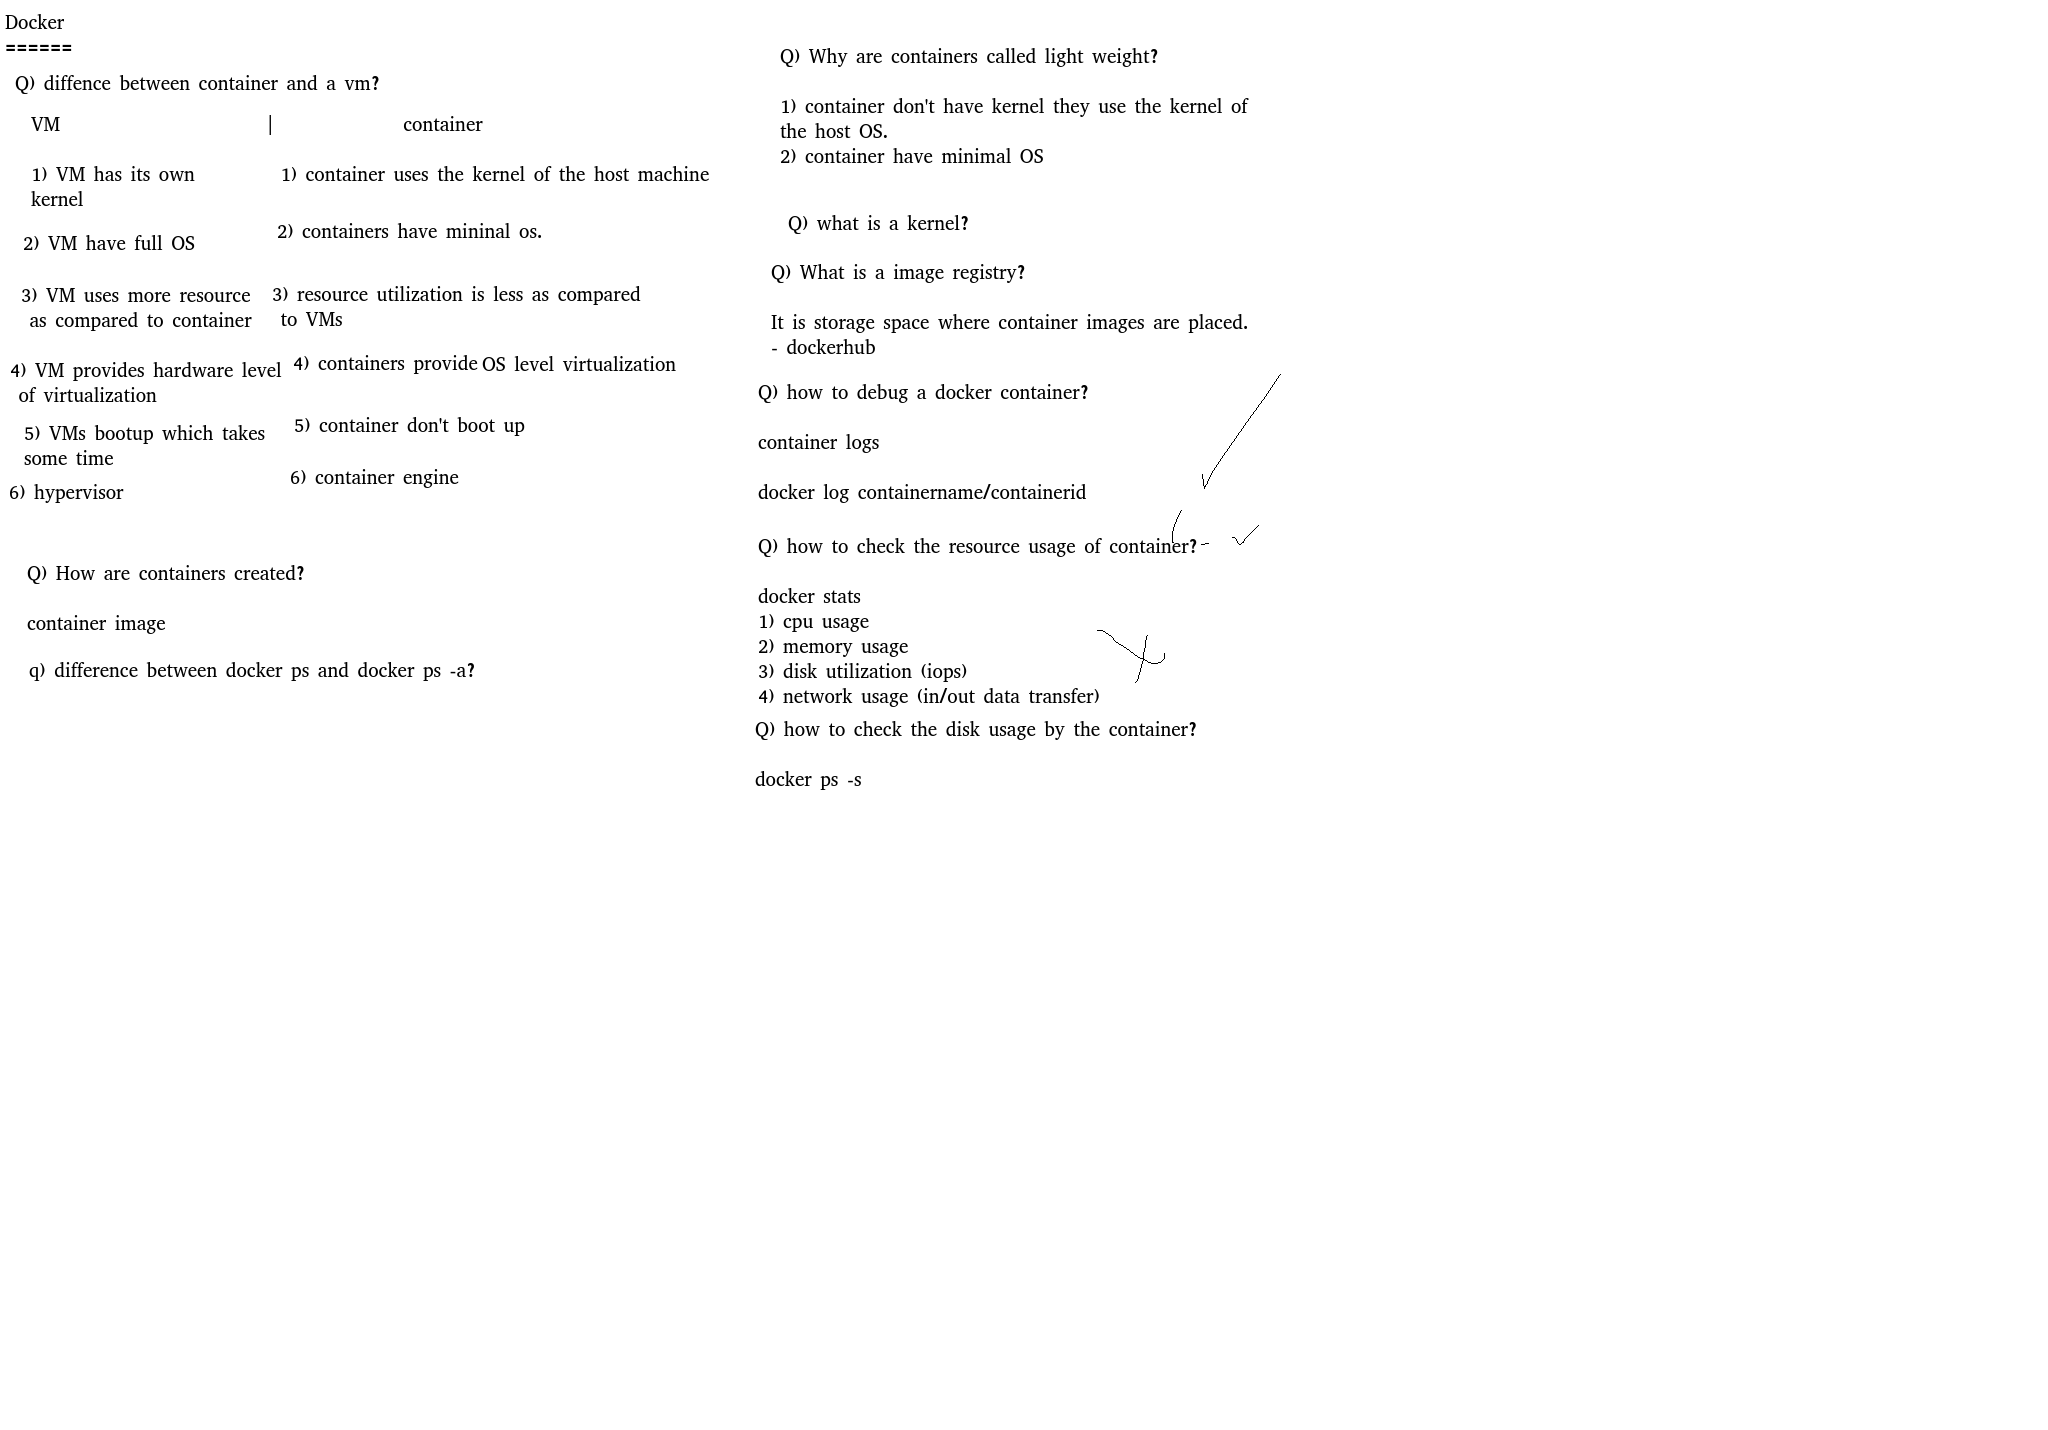 Docker
======
Q) diffence between container and a vm?
VM | container
1) VM has its own
kernel
1) container uses the kernel of the host machine
2) VM have full OS
2) containers have mininal os.
3) VM uses more resource
as compared to container
3) resource utilization is less as compared
to VMs
4) VM provides hardware level
of virtualization
4) containers provide OS level virtualization
5) VMs bootup which takes
some time
5) container don't boot up
6) hypervisor
6) container engine
Q) How are containers created?
container image
q) difference between docker ps and docker ps -a?
Q) Why are containers called light weight?
1) container don't have kernel they use the kernel of
the host OS.
2) container have minimal OS
Q) what is a kernel?
Q) What is a image registry?
It is storage space where container images are placed.
- dockerhub
Q) how to debug a docker container?
container logs
docker log containername/containerid
Q) how to check the resource usage of container?
docker stats
1) cpu usage
2) memory usage
3) disk utilization (iops)
4) network usage (in/out data transfer)
Q) how to check the disk usage by the container?
docker ps -s